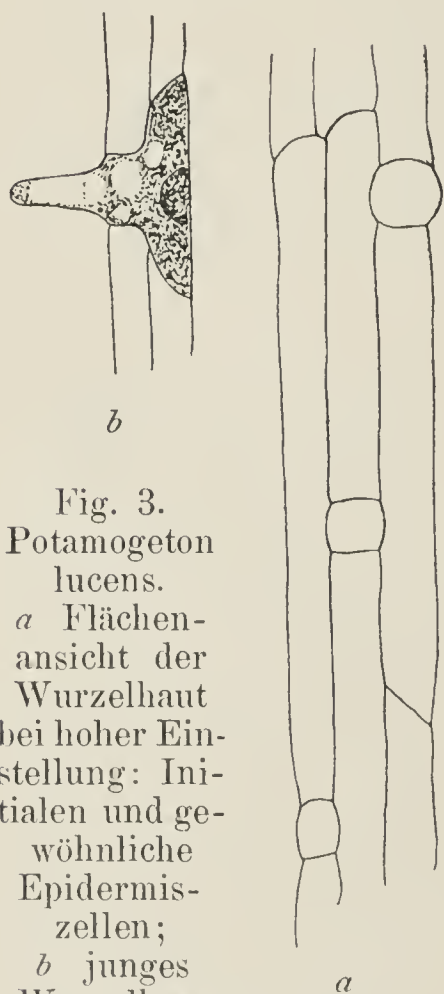 b
Fig. 3.
Potamogeton
lucens.
a Flächen-
ansicht der
Wurzelhaut
bei hoher Ein-
stellung: Ini-
tialen und ge-
wöhnliche
Epidermis-
zellen;
b junges
a